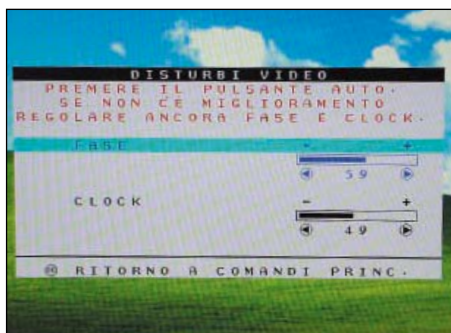 DISTURBI VIDEO
PREMERE IL PULSANTE AUTO.
SE NON CE MIGLIORAMENTO
REGOLARE ANCORA FASE E CLOCK.
FASE - +
59
CLOCK - +
49
RITORNO A COMANDI PRINC.